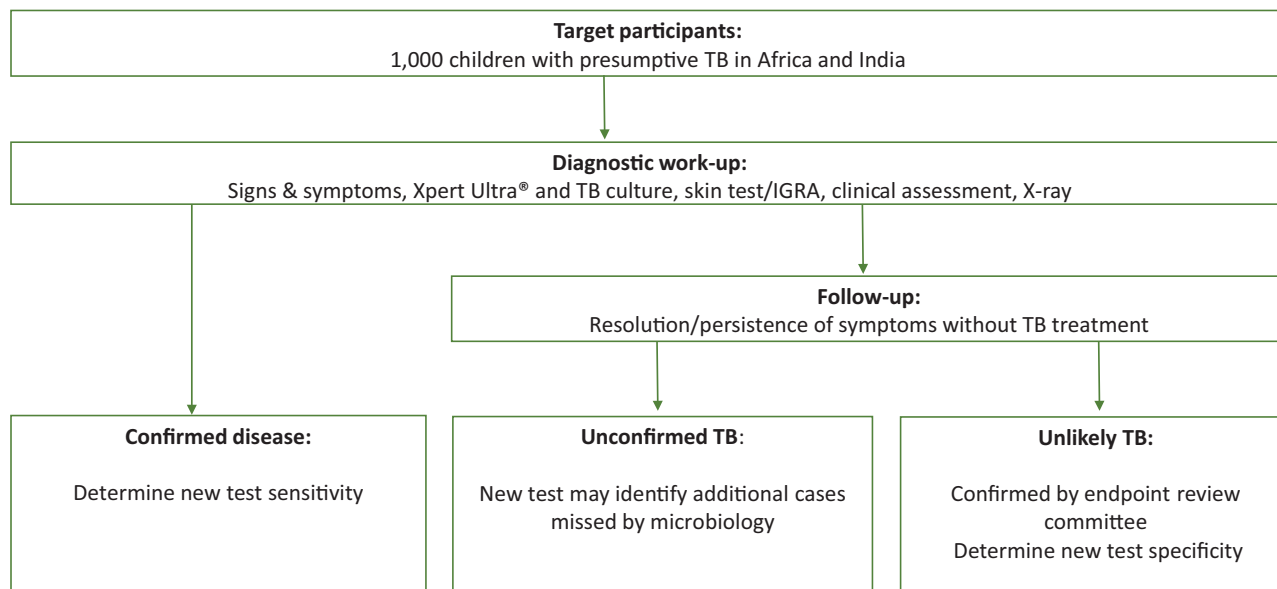 Target participants:
1,000 children with presumptive TB in Africa and India
Diagnostic work-up:
Signs & symptoms, Xpert Ultra® and TB culture, skin test/IGRA, clinical assessment, X-ray
Follow-up:
Resolution/persistence of symptoms without TB treatment
Confirmed disease:
Determine new test sensitivity
Unconfirmed TB:
New test may identify additional cases
missed by microbiology
Unlikely TB:
Confirmed by endpoint review
committee
Determine new test specificity